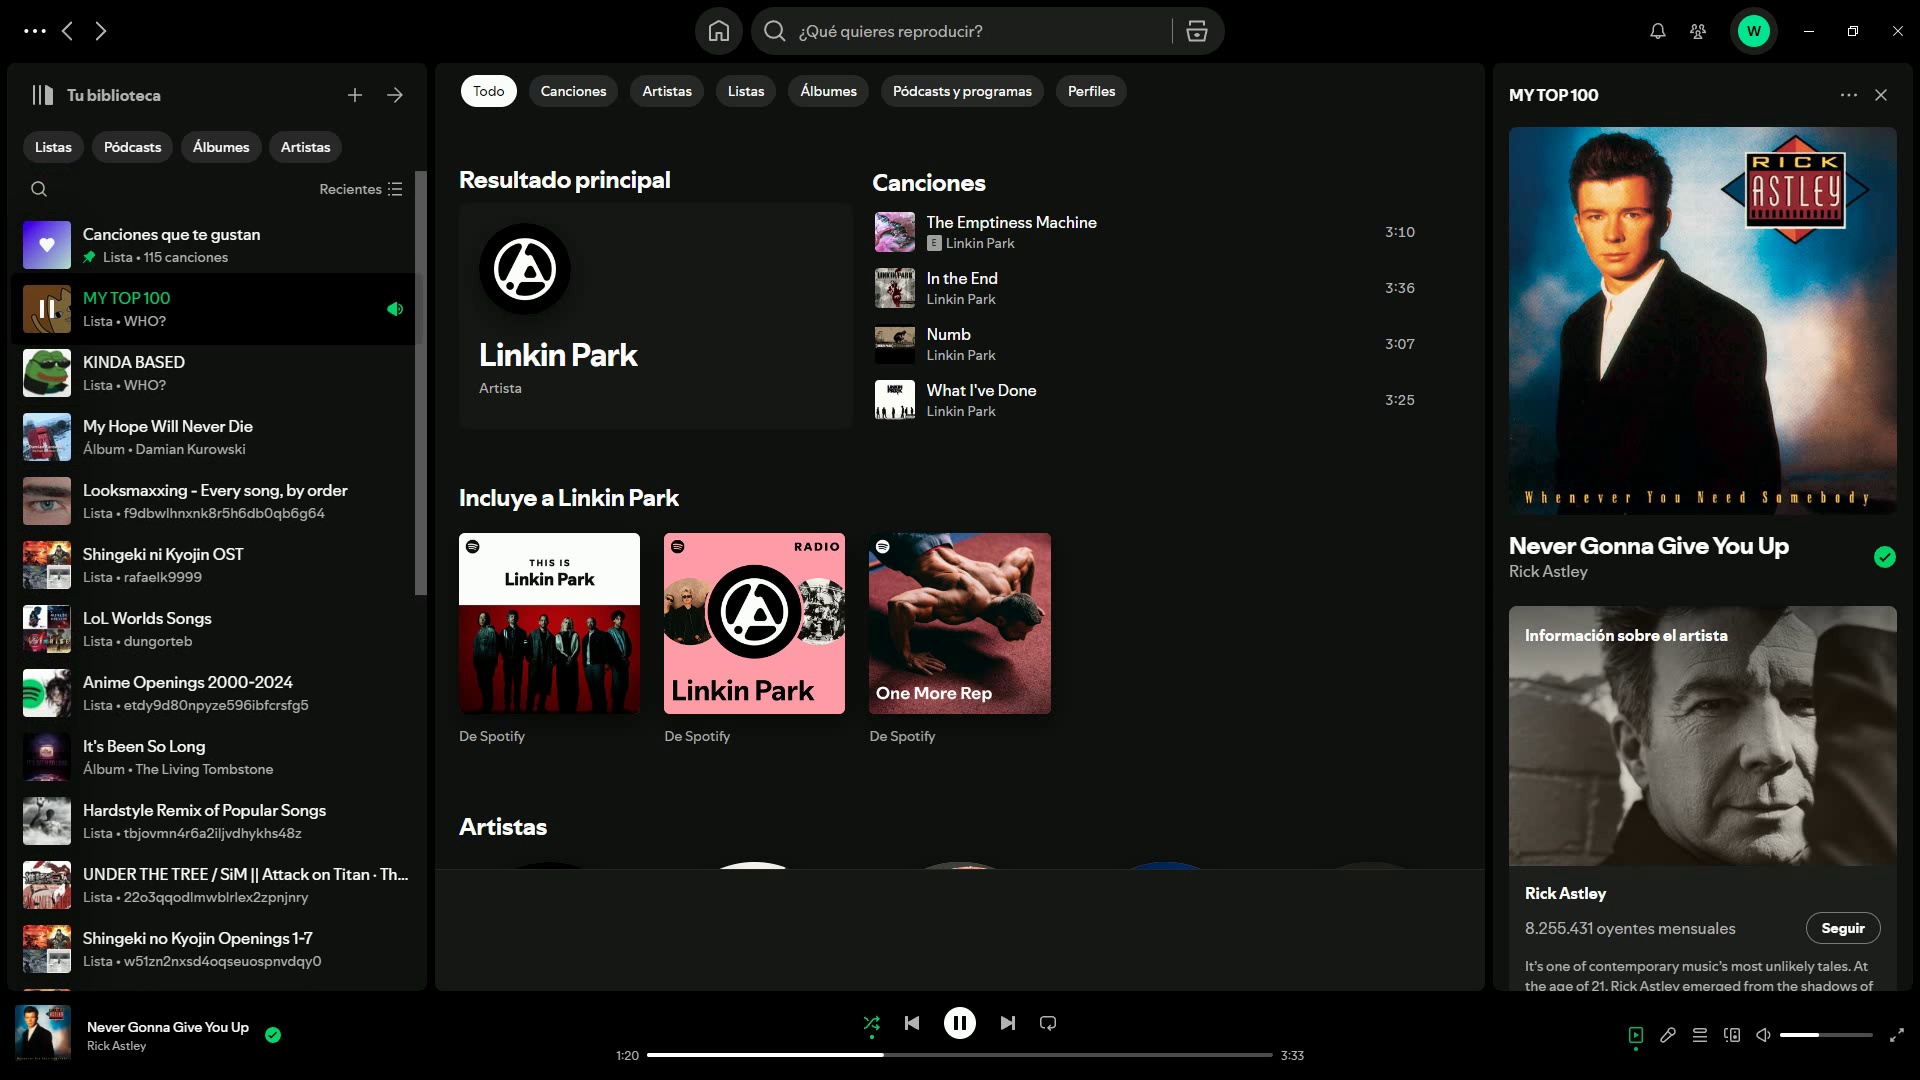 ¿Qué quieres reproducir?
W
Tu biblioteca
Listas
Pódcasts
Álbumes
Artistas
Recientes
Canciones que te gustan
Lista • 115 canciones
MY TOP 100
Lista • WHO?
KINDA BASED
Lista • WHO?
My Hope Will Never Die
Álbum • Damian Kurowski
Looksmaxxing - Every song, by order
Lista • f9dbwlhnxnk8r5h6db0qb6g64
Shingeki ni Kyojin OST
Lista • rafaelk9999
LoL Worlds Songs
Lista • dungorteb
Anime Openings 2000-2024
Lista • etdy9d80npyze596ibfcrsfg5
It's Been So Long
Álbum • The Living Tombstone
Hardstyle Remix of Popular Songs
Lista • tbjovmn4r6a2iljvdhykhs48z
UNDER THE TREE / SiM || Attack on Titan · Th...
Lista • 22o3qqodlmwblrlex2zpnjnry
Shingeki no Kyojin Openings 1-7
Lista • w51zn2nxsd4oqseuospnvdqy0
Todo
Canciones
Artistas
Listas
Álbumes
Pódcasts y programas
Perfiles
Resultado principal
Linkin Park
Artista
Canciones
The Emptiness Machine
E Linkin Park
3:10
In the End
Linkin Park
3:36
Numb
Linkin Park
3:07
What I've Done
Linkin Park
3:25
Incluye a Linkin Park
THIS IS
Linkin Park
De Spotify
RADIO
Linkin Park
De Spotify
One More Rep
De Spotify
Artistas
MY TOP 100
RICK
ASTLEY
Whenever You Need Somebody
Never Gonna Give You Up
Rick Astley
Información sobre el artista
Rick Astley
8.255.431 oyentes mensuales
Seguir
It's one of contemporary music's most unlikely tales. At
the age of 21, Rick Astley emerged from the shadows of
Never Gonna Give You Up
Rick Astley
1:20
3:33